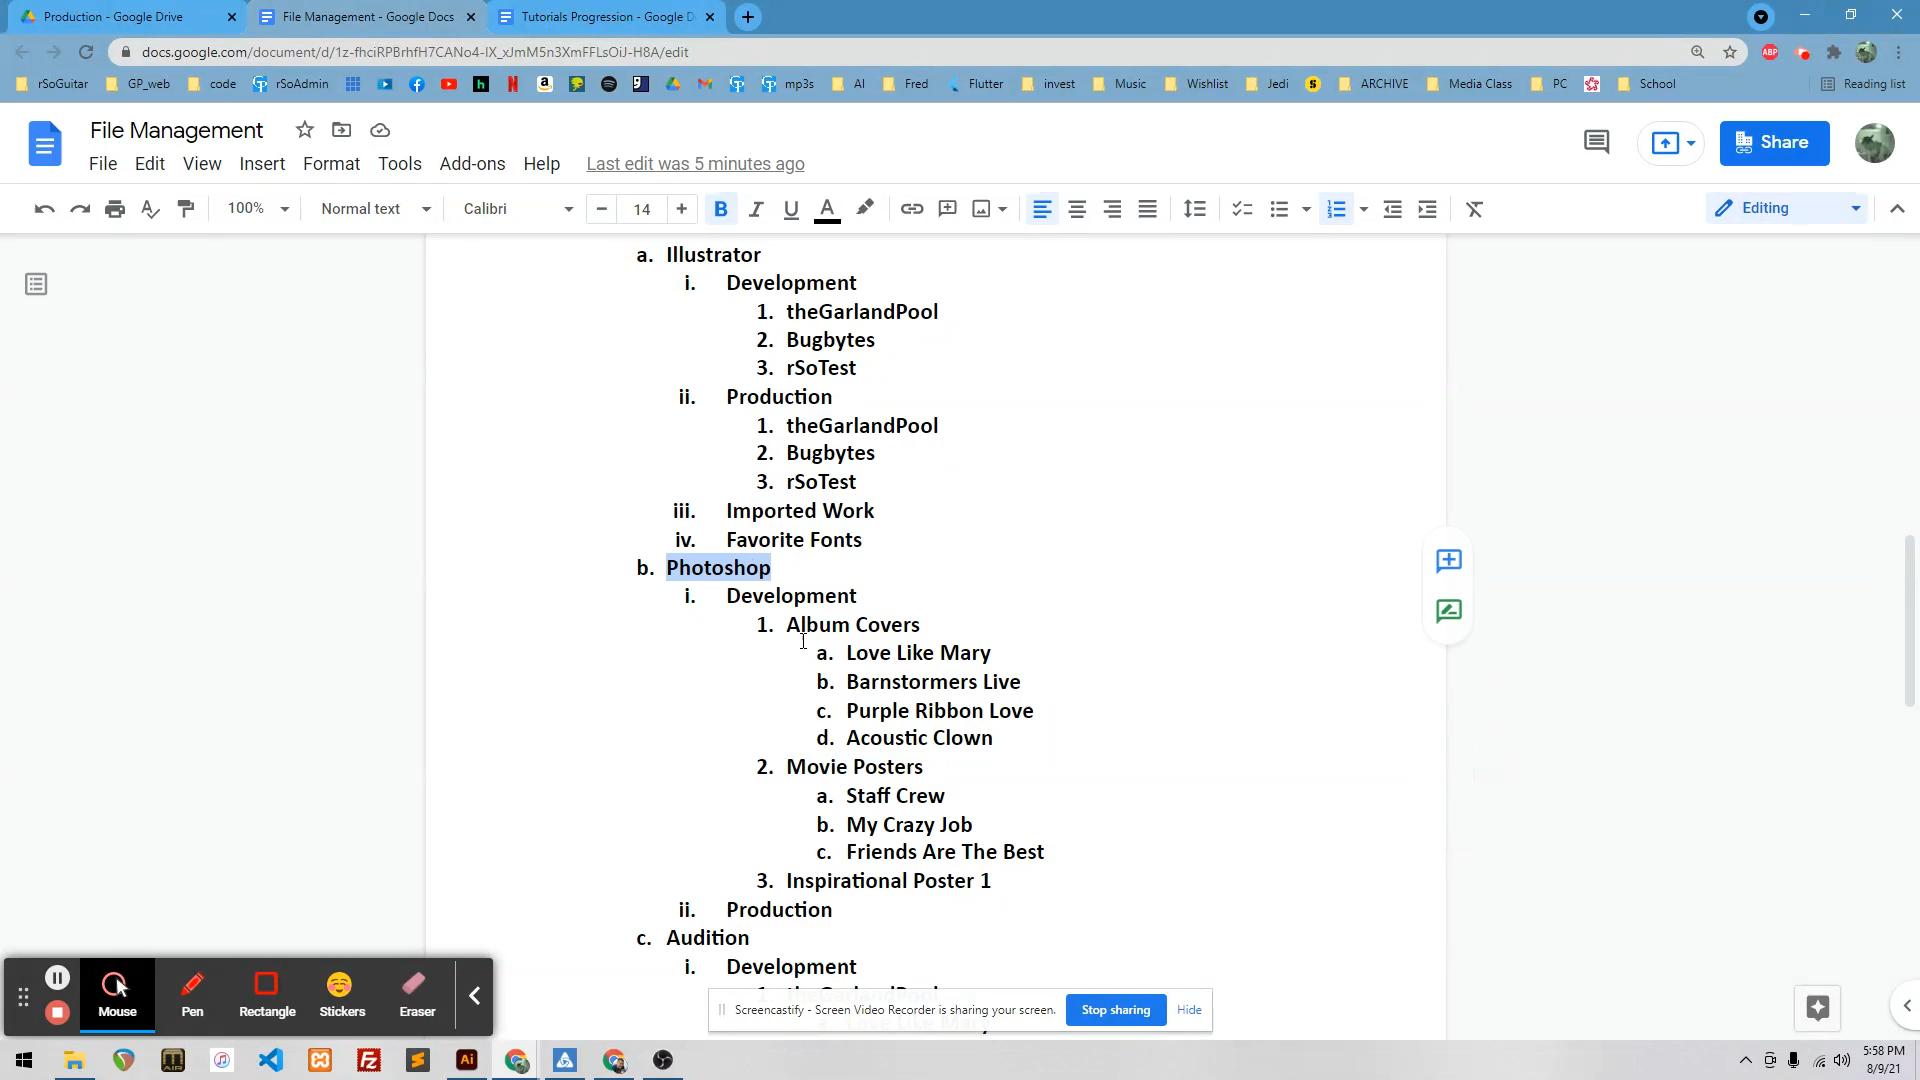 Production - Google Drive
File Management - Google Docs
Tutorials Progression - Google D
docs.google.com/document/d/1z-fhciRPBrhfH7CANo4-IX_xJmM5n3XmFFLsOiJ-H8A/edit
rSoGuitar GP_web code rSoAdmin mp3s AI Fred Flutter invest Music Wishlist Jedi ARCHIVE Media Class PC School Reading list
File Management
Share
File Edit View Insert Format Tools Add-ons Help Last edit was 5 minutes ago
100% Normal text Calibri 14 Editing
a. Illustrator
i. Development
1. theGarlandPool
2. Bugbytes
3. rSoTest
ii. Production
1. theGarlandPool
2. Bugbytes
3. rSoTest
iii. Imported Work
iv. Favorite Fonts
b. Photoshop
i. Development
1. Album Covers
a. Love Like Mary
b. Barnstormers Live
c. Purple Ribbon Love
d. Acoustic Clown
2. Movie Posters
a. Staff Crew
b. My Crazy Job
c. Friends Are The Best
3. Inspirational Poster 1
ii. Production
c. Audition
i. Development
1. theGarlandPool
a. Love Like Mary
Mouse Pen Rectangle Stickers Eraser
Screencastify - Screen Video Recorder is sharing your screen. Stop sharing Hide
5:58 PM
8/9/21